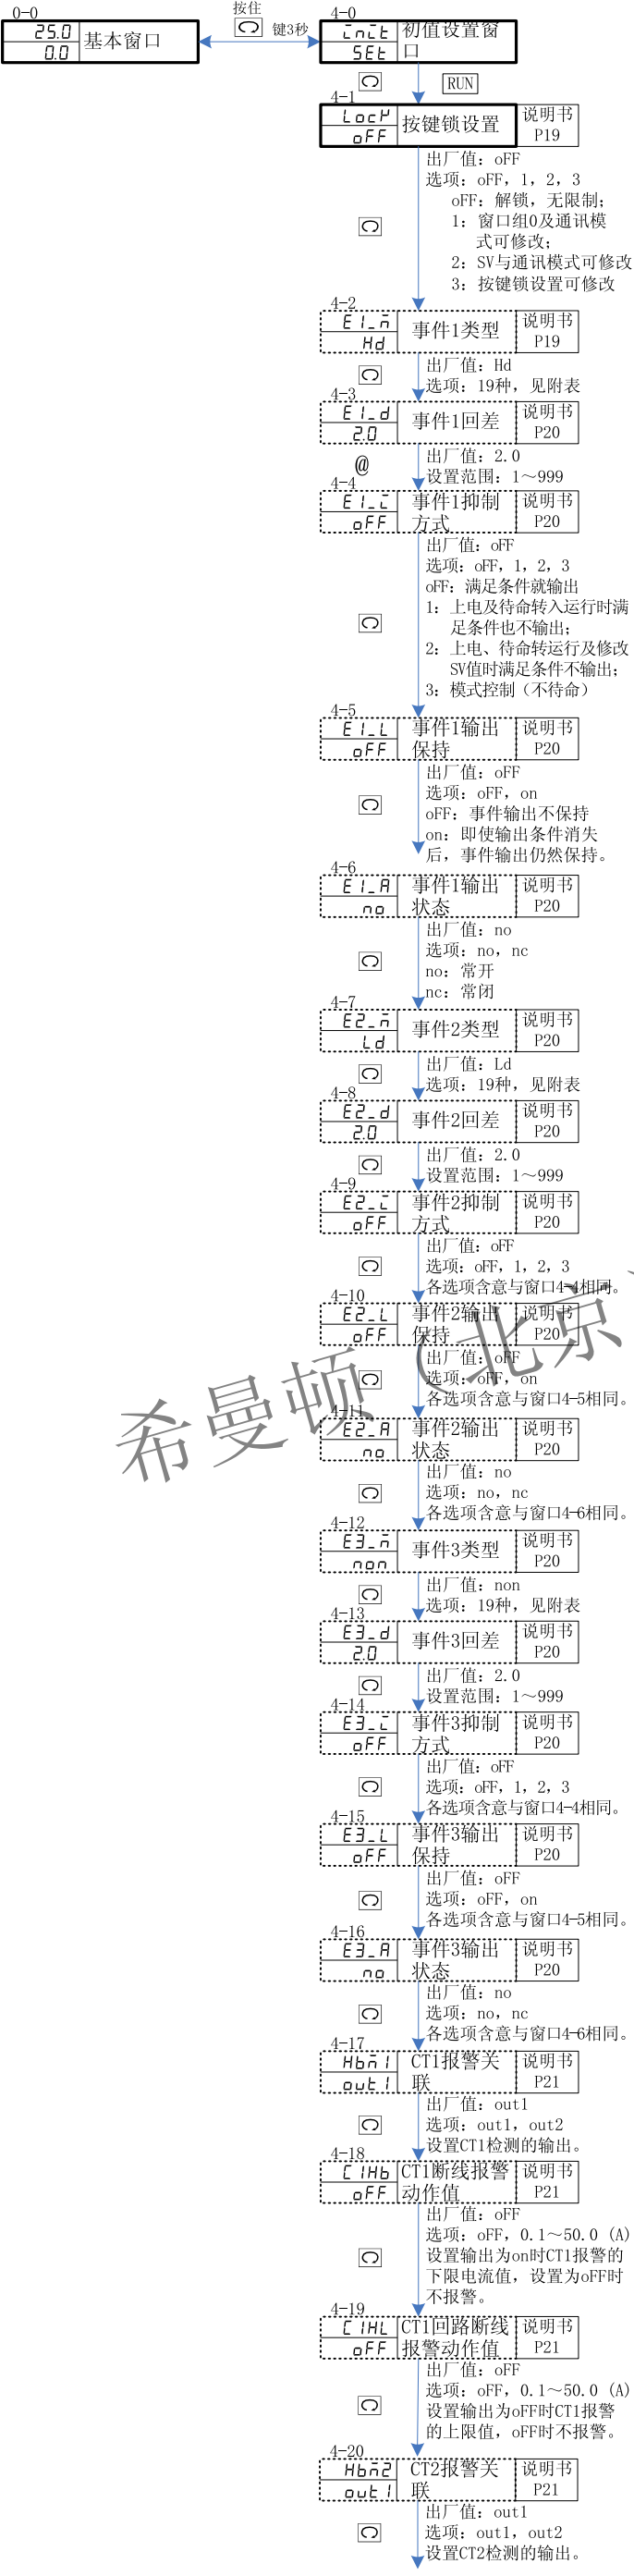 0-0
按住
4-0
25.0
基本窗口
键3秒
初值设置窗
0.0
SEt
口
RUN
4-1
LocK
按键锁设置
说明书
oFF
P19
出厂值：oFF
选项：oFF，1，2，3
oFF：解锁，无限制；
1：窗口组0及通讯模
式可修改；
2：SV与通讯模式可修改
3：按键锁设置可修改
4-2
E1_m
事件1类型
说明书
Hd
P19
出厂值：Hd
选项：19种，见附表
4-3
E1_d
事件1回差
说明书
2.0
P20
出厂值：2.0
设置范围：1～999
@
4-4
E1_i
事件1抑制
方式
说明书
oFF
P20
出厂值：oFF
选项：oFF，1，2，3
oFF：满足条件就输出
1：上电及待命转入运行时满
足条件也不输出；
2：上电、待命转运行及修改
SV值时满足条件不输出；
3：模式控制（不待命）
4-5
E1_L
事件1输出
保持
说明书
oFF
P20
出厂值：oFF
选项：oFF，on
oFF：事件输出不保持
on：即使输出条件消失
后，事件输出仍然保持。
4-6
E1_A
事件1输出
状态
说明书
no
P20
出厂值：no
选项：no，nc
no：常开
nc：常闭
4-7
E2_m
事件2类型
说明书
Ld
P20
出厂值：Ld
选项：19种，见附表
4-8
E2_d
事件2回差
说明书
2.0
P20
出厂值：2.0
设置范围：1～999
4-9
E2_i
事件2抑制
方式
说明书
oFF
P20
出厂值：oFF
选项：oFF，1，2，3
各选项含意与窗口4-4相同。
4-10
E2_L
事件2输出
保持
说明书
oFF
P20
出厂值：oFF
选项：oFF，on
各选项含意与窗口4-5相同。
希曼顿（北京
4-11
E2_A
事件2输出
状态
说明书
no
P20
出厂值：no
选项：no，nc
各选项含意与窗口4-6相同。
4-12
E3_m
事件3类型
说明书
non
P20
出厂值：non
选项：19种，见附表
4-13
E3_d
事件3回差
说明书
2.0
P20
出厂值：2.0
设置范围：1～999
4-14
E3_i
事件3抑制
方式
说明书
oFF
P20
出厂值：oFF
选项：oFF，1，2，3
各选项含意与窗口4-4相同。
4-15
E3_L
事件3输出
保持
说明书
oFF
P20
出厂值：oFF
选项：oFF，on
各选项含意与窗口4-5相同。
4-16
E3_A
事件3输出
状态
说明书
no
P20
出厂值：no
选项：no，nc
各选项含意与窗口4-6相同。
4-17
Hbm1
CT1报警关
联
说明书
out1
P21
出厂值：out1
选项：out1，out2
设置CT1检测的输出。
4-18
C1Hb
CT1断线报警
动作值
说明书
oFF
P21
出厂值：oFF
选项：oFF，0.1～50.0 (A)
设置输出为on时CT1报警的
下限电流值，设置为oFF时
不报警。
4-19
C1HL
CT1回路断线
报警动作值
说明书
oFF
P21
出厂值：oFF
选项：oFF，0.1～50.0 (A)
设置输出为oFF时CT1报警
的上限值，oFF时不报警。
4-20
Hbm2
CT2报警关
联
说明书
out1
P21
出厂值：out1
选项：out1，out2
设置CT2检测的输出。